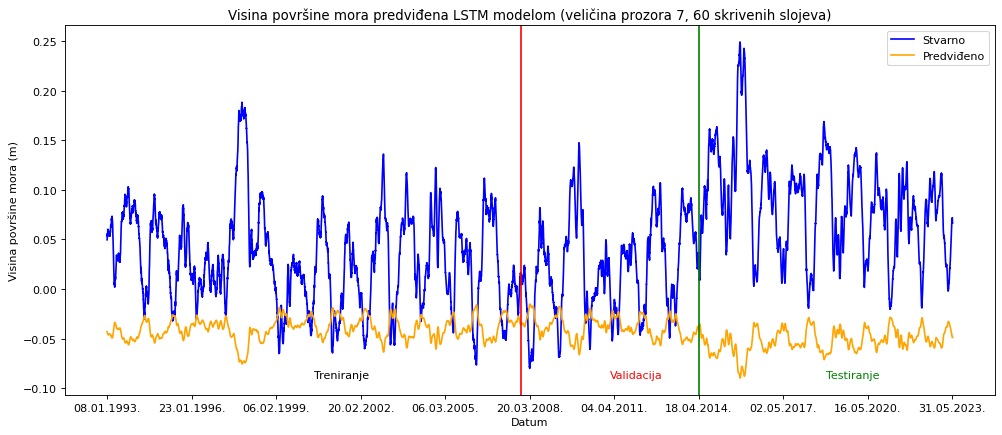 Visina površine mora predviđena LSTM modelom (veličina prozora 7, 60 skrivenih slojeva)
Stvarno
Predviđeno
Visina površine mora (m)
0.25
0.20
0.15
0.10
0.05
0.00
−0.05
−0.10
Treniranje
Validacija
Testiranje
08.01.1993.
23.01.1996.
06.02.1999.
20.02.2002.
06.03.2005.
20.03.2008.
04.04.2011.
18.04.2014.
02.05.2017.
16.05.2020.
31.05.2023.
Datum